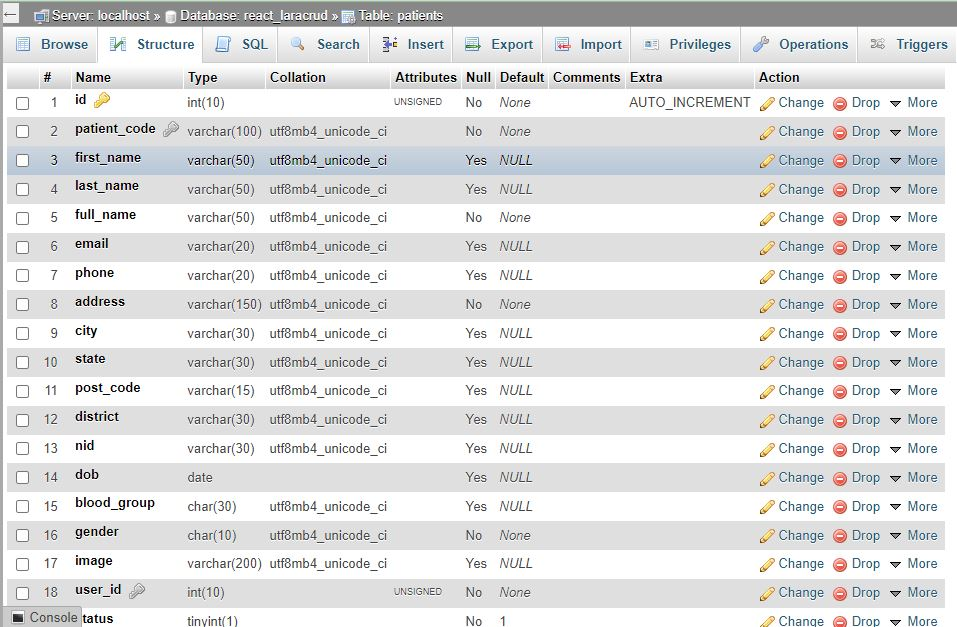 Server: localhost » Database: react_laracrud » Table: patients
Browse Structure SQL Search Insert Export Import Privileges Operations Triggers
# Name Type Collation Attributes Null Default Comments Extra Action
1 id int(10) UNSIGNED No None AUTO_INCREMENT Change Drop More
2 patient_code varchar(100) utf8mb4_unicode_ci No None Change Drop More
3 first_name varchar(50) utf8mb4_unicode_ci Yes NULL Change Drop More
4 last_name varchar(50) utf8mb4_unicode_ci Yes NULL Change Drop More
5 full_name varchar(50) utf8mb4_unicode_ci No None Change Drop More
6 email varchar(20) utf8mb4_unicode_ci Yes NULL Change Drop More
7 phone varchar(20) utf8mb4_unicode_ci Yes NULL Change Drop More
8 address varchar(150) utf8mb4_unicode_ci No None Change Drop More
9 city varchar(30) utf8mb4_unicode_ci Yes NULL Change Drop More
10 state varchar(30) utf8mb4_unicode_ci Yes NULL Change Drop More
11 post_code varchar(15) utf8mb4_unicode_ci Yes NULL Change Drop More
12 district varchar(30) utf8mb4_unicode_ci Yes NULL Change Drop More
13 nid varchar(30) utf8mb4_unicode_ci Yes NULL Change Drop More
14 dob date Yes NULL Change Drop More
15 blood_group char(30) utf8mb4_unicode_ci Yes NULL Change Drop More
16 gender char(10) utf8mb4_unicode_ci No None Change Drop More
17 image varchar(200) utf8mb4_unicode_ci Yes NULL Change Drop More
18 user_id int(10) UNSIGNED No None Change Drop More
Console tatus tinyint(1) No 1 Change Drop More